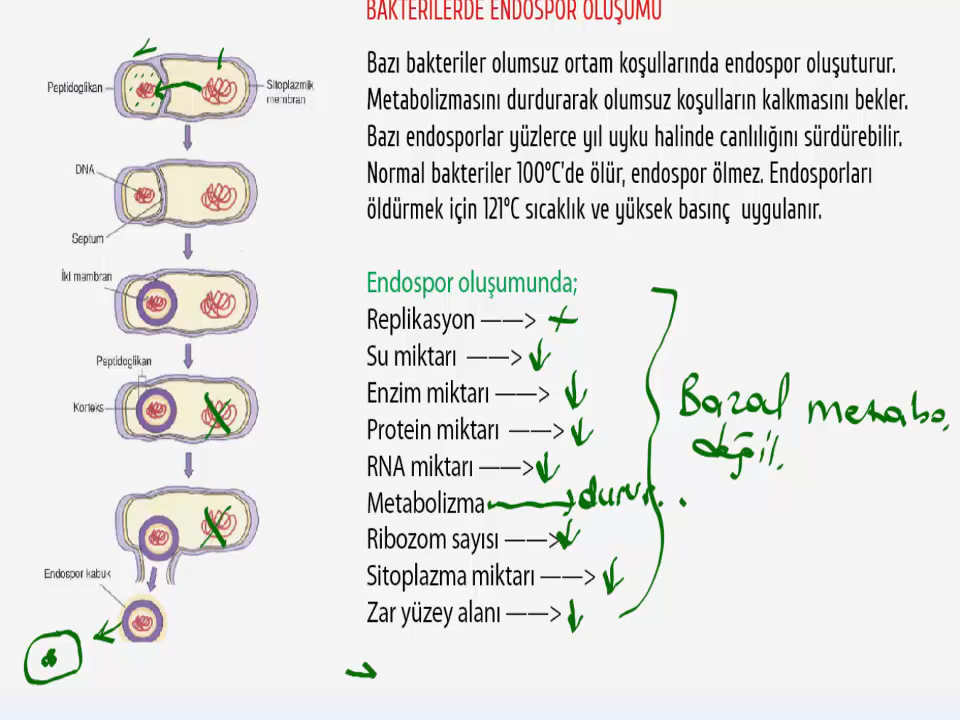 BAKTERİLERDE ENDOSPOR OLUŞUMU
Bazı bakteriler olumsuz ortam koşullarında endospor oluşuturur.
Metabolizmasını durdurarak olumsuz koşulların kalkmasını bekler.
Bazı endosporlar yüzlerce yıl uyku halinde canlılığını sürdürebilir.
Normal bakteriler 100°C'de ölür, endospor ölmez. Endosporları
öldürmek için 121°C sıcaklık ve yüksek basınç uygulanır.
Endospor oluşumunda;
Replikasyon ——> +
Su miktarı ——> ↓
Enzim miktarı ——> ↓
Protein miktarı ——> ↓
RNA miktarı ——> ↓
Metabolizma → durur.
Ribozom sayısı ——> ↓
Sitoplazma miktarı ——> ↓
Zar yüzey alanı ——> ↓
Bazal metabo.
değil.
Peptidoglikan
Sitoplazmik
membran
DNA
Septum
İki membran
Peptidoglikan
Korteks
Endospor kabuk